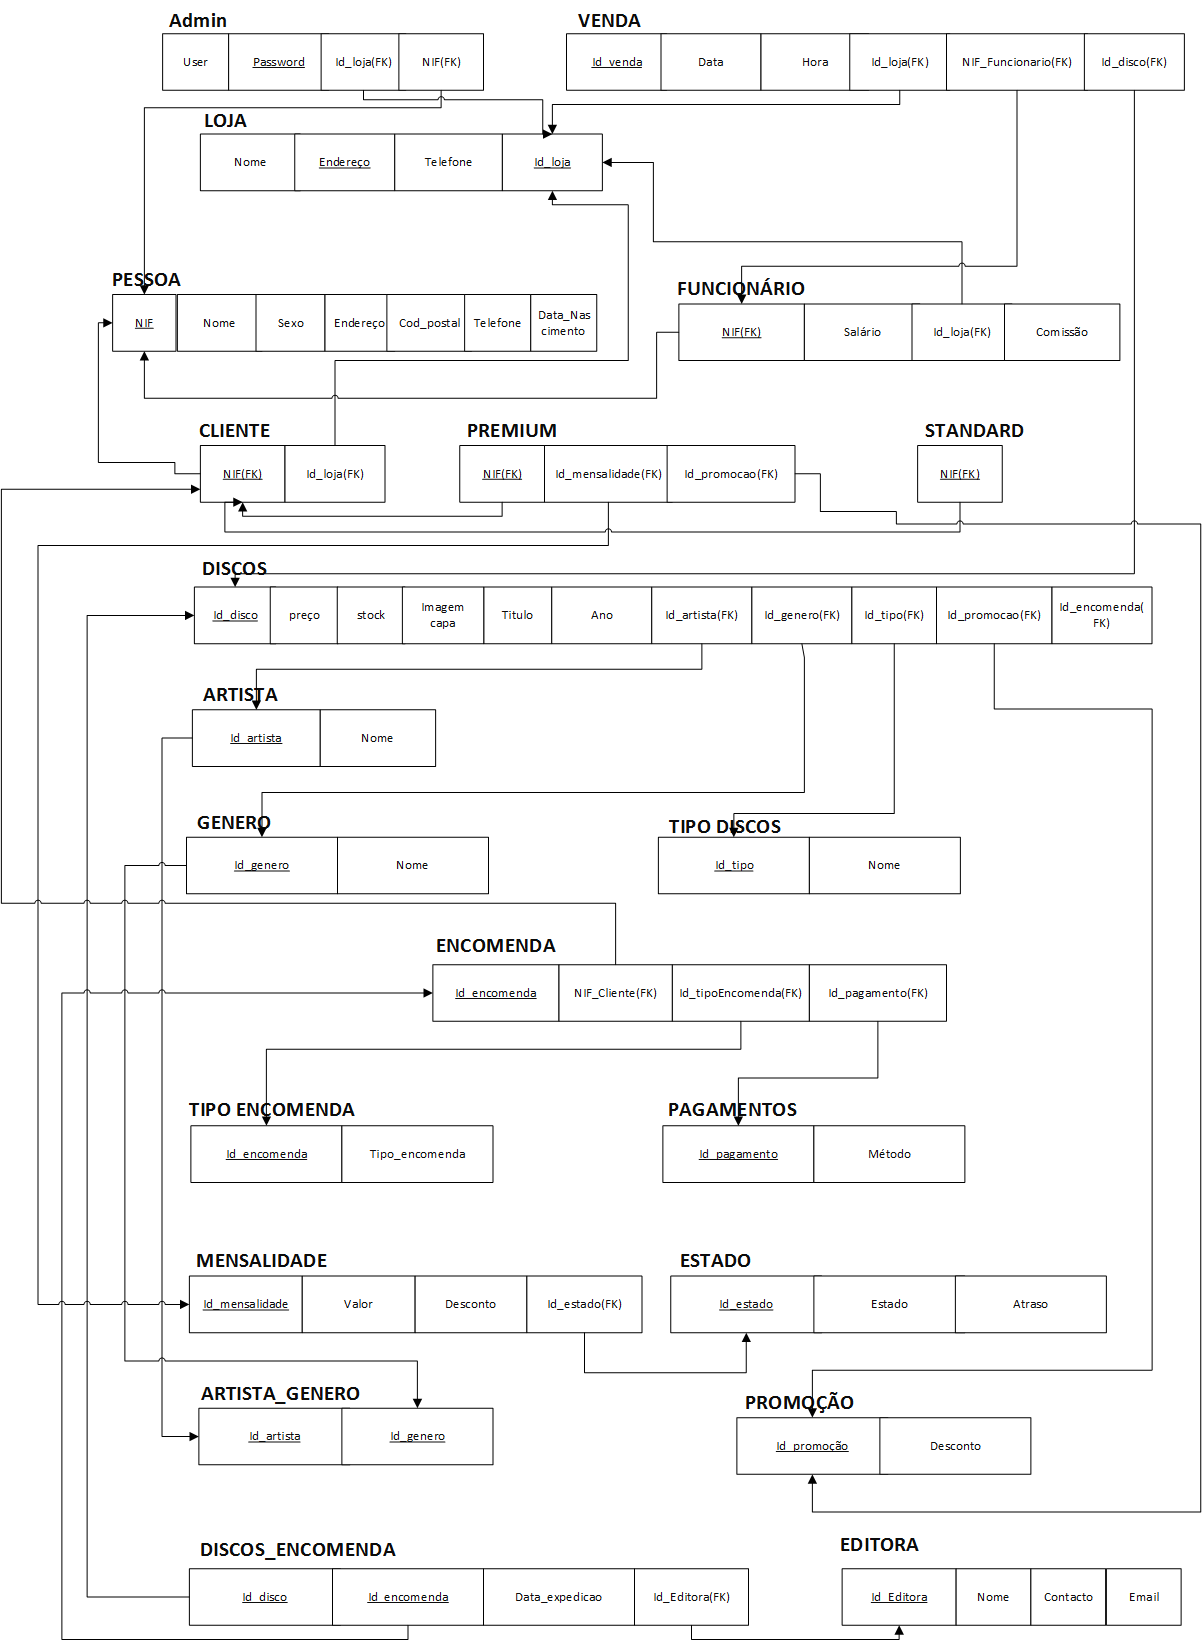 Admin
VENDA
User Password Id_loja(FK) NIF(FK)
Id_venda Data Hora Id_loja(FK) NIF_Funcionario(FK) Id_disco(FK)
LOJA
Nome Endereço Telefone Id_loja
PESSOA
NIF Nome Sexo Endereço Cod_postal Telefone Data_Nas
cimento
FUNCIONÁRIO
NIF(FK) Salário Id_loja(FK) Comissão
CLIENTE
PREMIUM
STANDARD
NIF(FK) Id_loja(FK)
NIF(FK) Id_mensalidade(FK) Id_promocao(FK)
NIF(FK)
DISCOS
Id_disco preço stock Imagem
capa Titulo Ano Id_artista(FK) Id_genero(FK) Id_tipo(FK) Id_promocao(FK) Id_encomenda(
FK)
ARTISTA
Id_artista Nome
GENERO
TIPO DISCOS
Id_genero Nome
Id_tipo Nome
ENCOMENDA
Id_encomenda NIF_Cliente(FK) Id_tipoEncomenda(FK) Id_pagamento(FK)
TIPO ENCOMENDA
PAGAMENTOS
Id_encomenda Tipo_encomenda
Id_pagamento Método
MENSALIDADE
ESTADO
Id_mensalidade Valor Desconto Id_estado(FK)
Id_estado Estado Atraso
ARTISTA_GENERO
PROMOÇÃO
Id_artista Id_genero
Id_promoção Desconto
DISCOS_ENCOMENDA
EDITORA
Id_disco Id_encomenda Data_expedicao Id_Editora(FK)
Id_Editora Nome Contacto Email